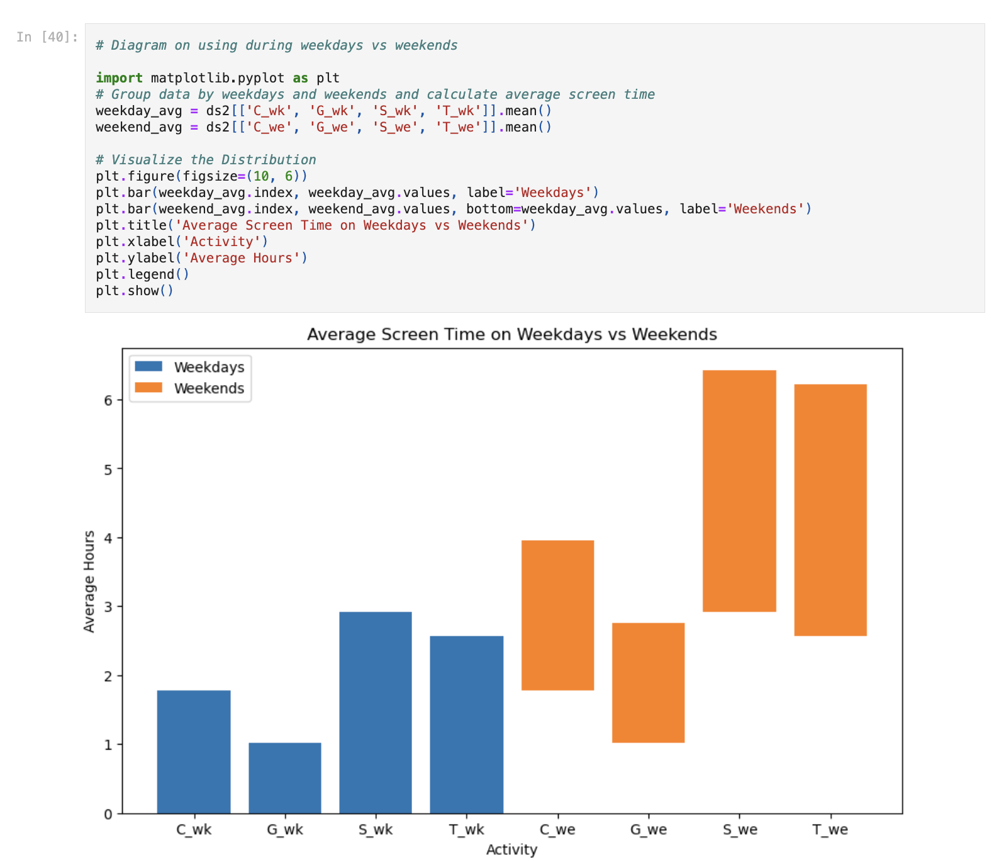 In [40]:
# Diagram on using during weekdays vs weekends
import matplotlib.pyplot as plt
# Group data by weekdays and weekends and calculate average screen time
weekday_avg = ds2[['C_wk', 'G_wk', 'S_wk', 'T_wk']].mean()
weekend_avg = ds2[['C_we', 'G_we', 'S_we', 'T_we']].mean()
# Visualize the Distribution
plt.figure(figsize=(10, 6))
plt.bar(weekday_avg.index, weekday_avg.values, label='Weekdays')
plt.bar(weekend_avg.index, weekend_avg.values, bottom=weekday_avg.values, label='Weekends')
plt.title('Average Screen Time on Weekdays vs Weekends')
plt.xlabel('Activity')
plt.ylabel('Average Hours')
plt.legend()
plt.show()
Average Screen Time on Weekdays vs Weekends
Weekdays
Weekends
6
5
4
3
2
1
0
Average Hours
C_wk G_wk S_wk T_wk C_we G_we S_we T_we
Activity